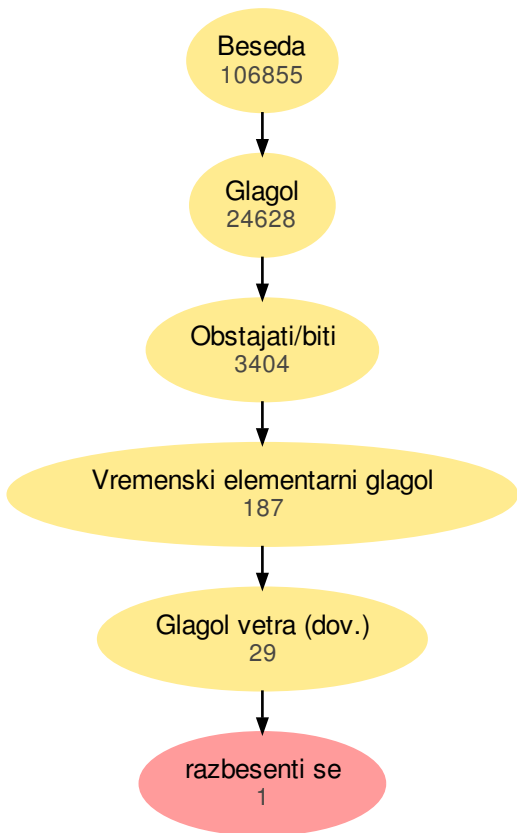 Beseda
106855
Glagol
24628
Obstajati/biti
3404
Vremenski elementarni glagol
187
Glagol vetra (dov.)
29
razbesenti se
1